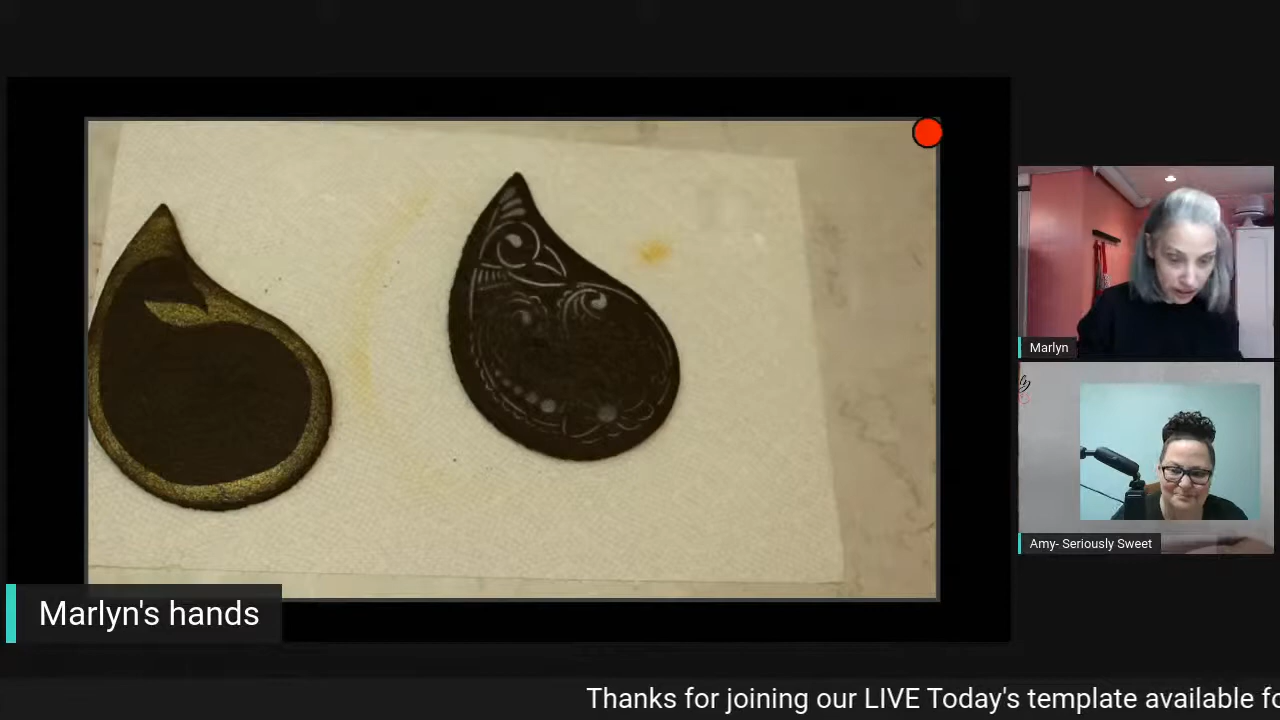 Marlyn
Amy- Seriously Sweet
Marlyn's hands
Thanks for joining our LIVE Today's template available